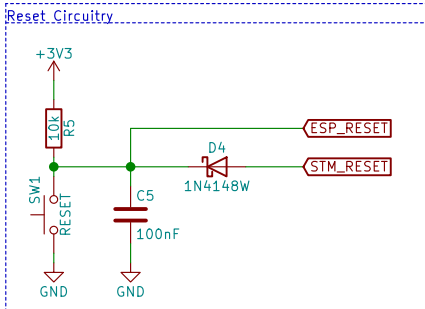 Reset Circuitry
+3V3
10k
R5
ESP_RESET
D4
STM_RESET
1N4148W
SW1
RESET
C5
100nF
GND
GND